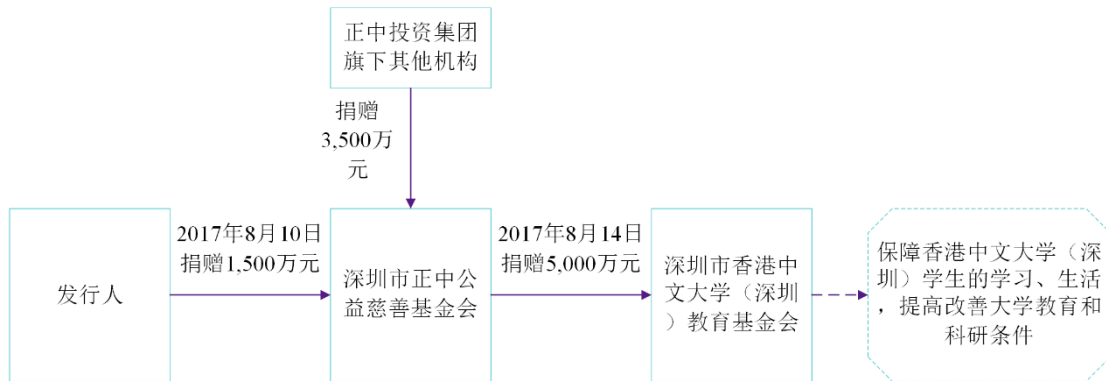 正中投资集团
旗下其他机构
捐赠
3,500万
元
发行人
2017年8月10日
捐赠1,500万元
深圳市正中公
益慈善基金会
2017年8月14日
捐赠5,000万元
深圳市香港中
文大学（深圳
）教育基金会
保障香港中文大学（深
圳）学生的学习、生活
，提高改善大学教育和
科研条件